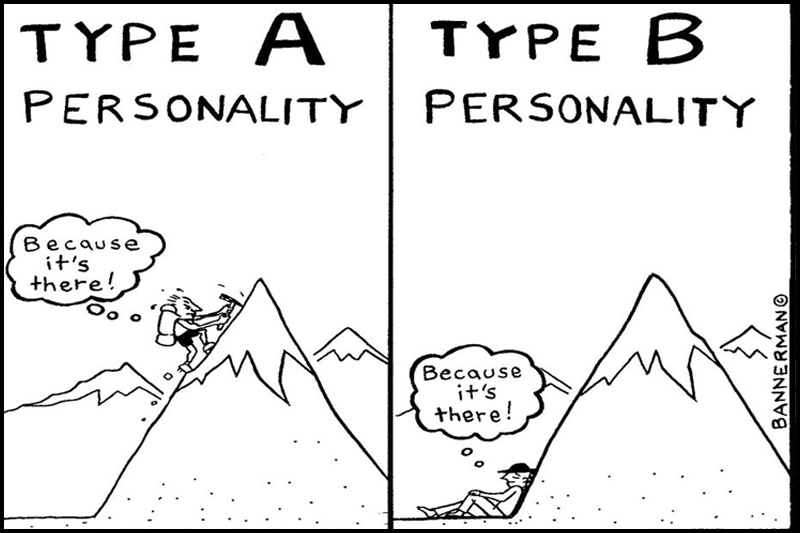 TYPE A
PERSONALITY
Because
it's
there!
TYPE B
PERSONALITY
Because
it's
there!
BANNERMAN©